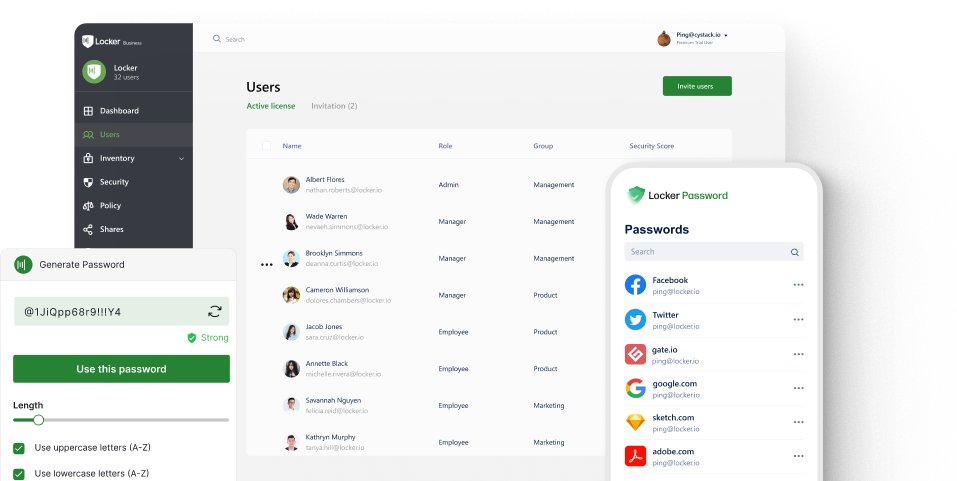 Locker Business
Search
Ping@cystack.io
Premium Trial User
Locker
32 users
Dashboard
Users
Inventory
Security
Policy
Shares
Users
Invite users
Active license
Invitation (2)
Name Role Group Security Score
Albert Flores
nathan.roberts@locker.io
Admin Management
Wade Warren
nevaeh.simmons@locker.io
Manager Management
Brooklyn Simmons
deanna.curtis@locker.io
Manager Management
Cameron Williamson
dolores.chambers@locker.io
Manager Product
Jacob Jones
sara.cruz@locker.io
Employee Product
Annette Black
michelle.rivera@locker.io
Employee Product
Savannah Nguyen
felicia.reid@locker.io
Employee Marketing
Kathryn Murphy
tanya.hill@locker.io
Employee Marketing
Generate Password
@1JiQpp68r9!!!Y4
Strong
Use this password
Length
Use uppercase letters (A-Z)
Use lowercase letters (A-Z)
Locker Password
Passwords
Search
Facebook
ping@locker.io
Twitter
ping@locker.io
gate.io
ping@locker.io
google.com
ping@locker.io
sketch.com
ping@locker.io
adobe.com
ping@locker.io